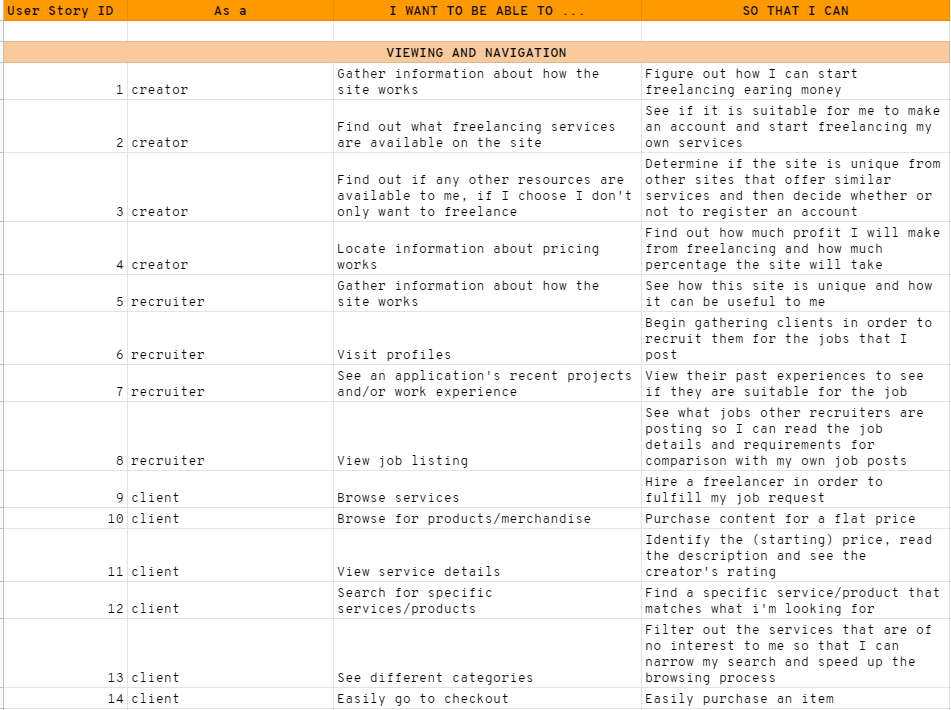 User Story ID As a I WANT TO BE ABLE TO ... SO THAT I CAN
VIEWING AND NAVIGATION
1 creator
Gather information about how the
site works
Figure out how I can start
freelancing earing money
2 creator
Find out what freelancing services
are available on the site
See if it is suitable for me to make
an account and start freelancing my
own services
3 creator
Find out if any other resources are
available to me, if I choose I don't
only want to freelance
Determine if the site is unique from
other sites that offer similar
services and then decide whether or
not to register an account
4 creator
Locate information about pricing
works
Find out how much profit I will make
from freelancing and how much
percentage the site will take
5 recruiter
Gather information about how the
site works
See how this site is unique and how
it can be useful to me
6 recruiter
Visit profiles
Begin gathering clients in order to
recruit them for the jobs that I
post
7 recruiter
See an application's recent projects
and/or work experience
View their past experiences to see
if they are suitable for the job
8 recruiter
View job listing
See what jobs other recruiters are
posting so I can read the job
details and requirements for
comparison with my own job posts
9 client
Browse services
Hire a freelancer in order to
fulfill my job request
10 client
Browse for products/merchandise
Purchase content for a flat price
11 client
View service details
Identify the (starting) price, read
the description and see the
creator's rating
12 client
Search for specific
services/products
Find a specific service/product that
matches what i'm looking for
13 client
See different categories
Filter out the services that are of
no interest to me so that I can
narrow my search and speed up the
browsing process
14 client
Easily go to checkout
Easily purchase an item